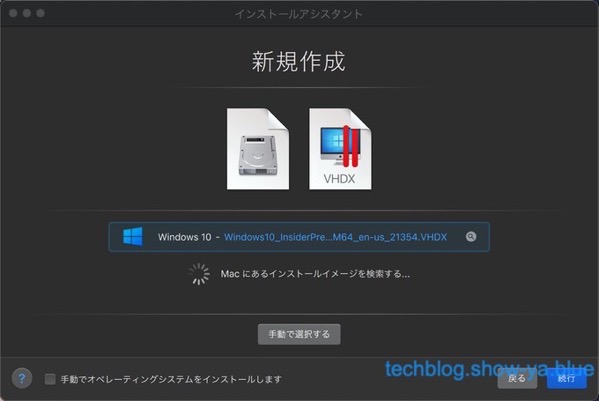 インストールアシスタント
新規作成
VHDX
Windows 10 - Windows10_InsiderPre...M64_en-us_21354.VHDX
Mac にあるインストールイメージを検索する...
手動で選択する
? 手動でオペレーティングシステムをインストールします 戻る 続行
techblog.show-ya.blue